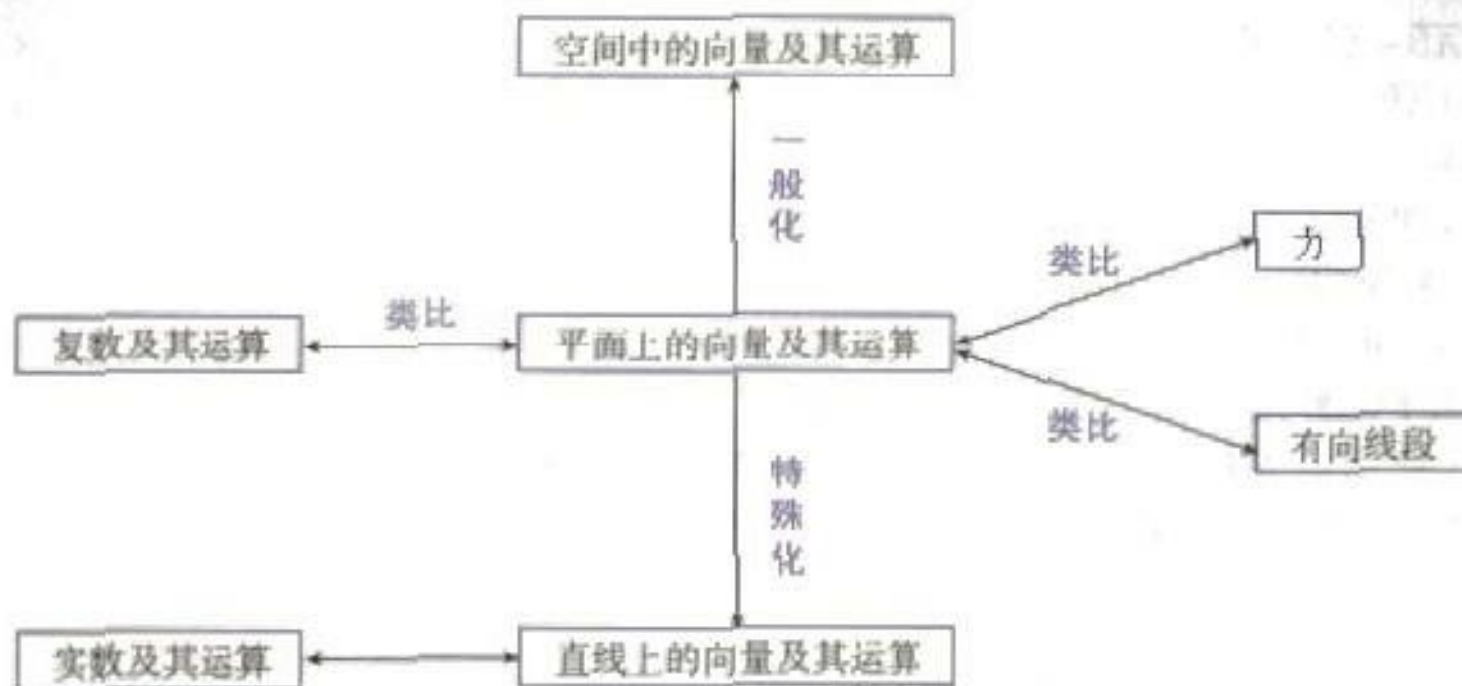 空间中的向量及其运算
一般化
类比
力
复数及其运算
类比
平面上的向量及其运算
类比
有向线段
特殊化
实数及其运算
直线上的向量及其运算